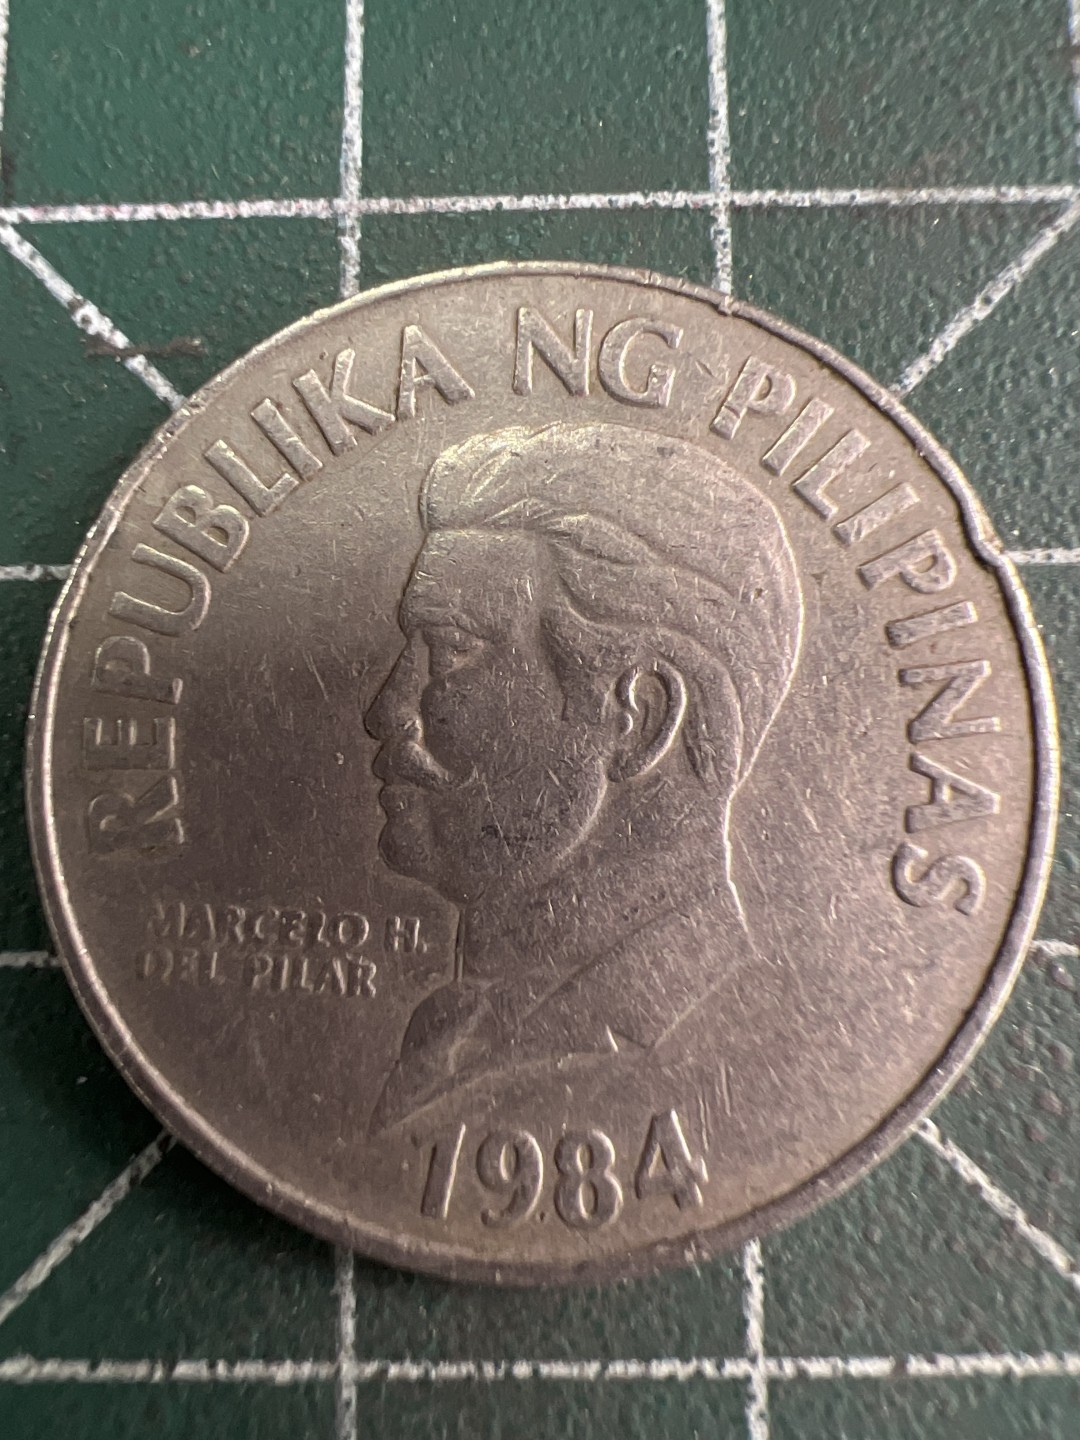 REPUBLIKA NG PILIPINAS
MARCELO H.
DEL PILAR
1984